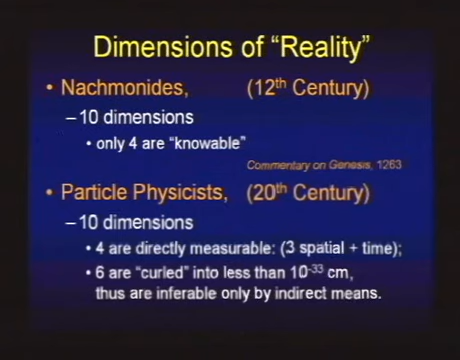 Dimensions of “Reality”
• Nachmonides, (12th Century)
– 10 dimensions
• only 4 are “knowable”
Commentary on Genesis, 1263
• Particle Physicists, (20th Century)
– 10 dimensions
• 4 are directly measurable: (3 spatial + time);
• 6 are “curled” into less than 10⁻³³ cm,
thus are inferable only by indirect means.